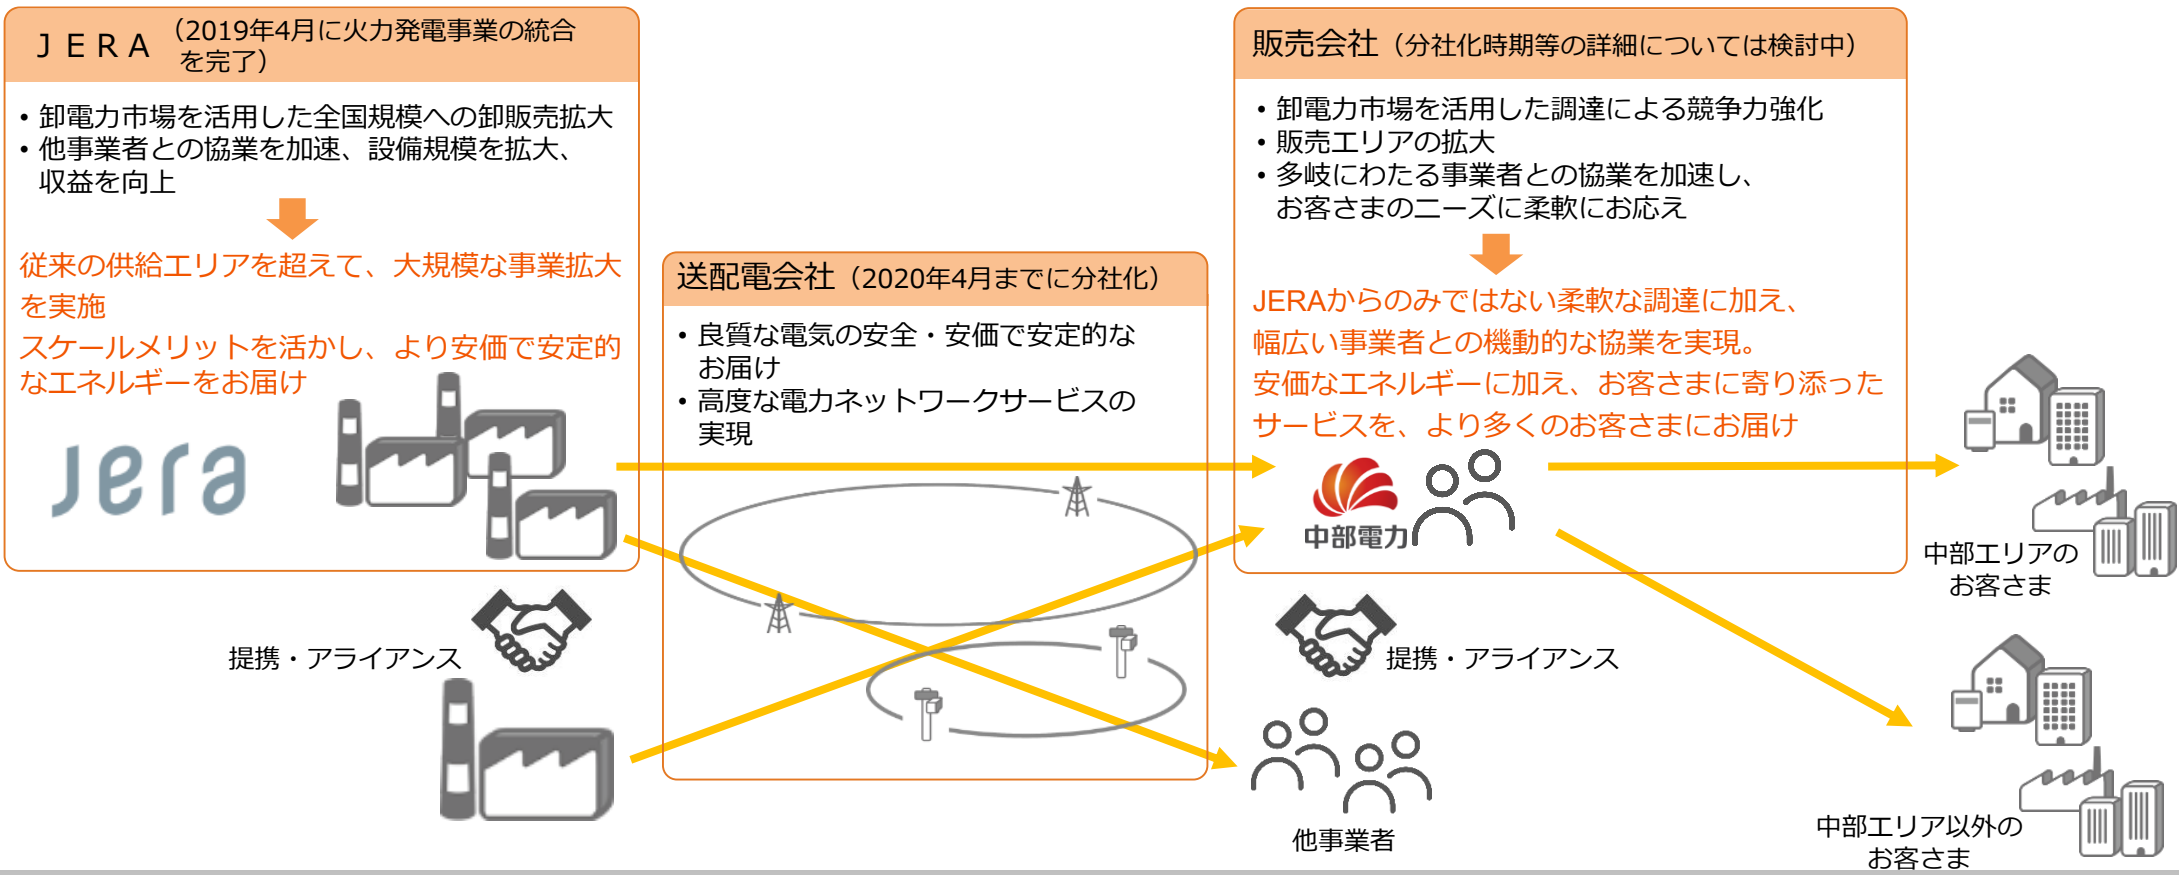 ＪＥＲＡ（2019年4月に火力発電事業の統合
を完了）
・卸電力市場を活用した全国規模への卸販売拡大
・他事業者との協業を加速、設備規模を拡大、
収益を向上
従来の供給エリアを超えて、大規模な事業拡大
を実施
スケールメリットを活かし、より安価で安定的
なエネルギーをお届け
Jera
提携・アライアンス
送配電会社（2020年4月までに分社化）
・良質な電気の安全・安価で安定的な
お届け
・高度な電力ネットワークサービスの
実現
販売会社（分社化時期等の詳細については検討中）
・卸電力市場を活用した調達による競争力強化
・販売エリアの拡大
・多岐にわたる事業者との協業を加速し、
お客さまのニーズに柔軟にお応え
JERAからのみではない柔軟な調達に加え、
幅広い事業者との機動的な協業を実現。
安価なエネルギーに加え、お客さまに寄り添った
サービスを、より多くのお客さまにお届け
中部電力
提携・アライアンス
他事業者
中部エリアの
お客さま
中部エリア以外の
お客さま